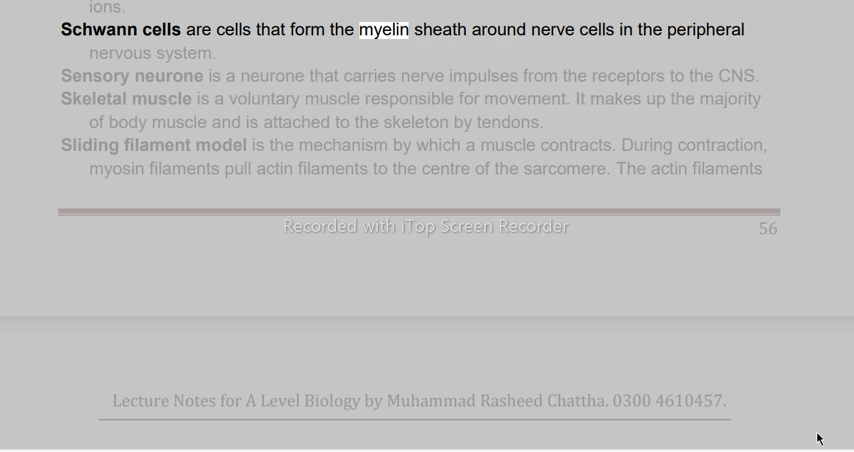 ions.
Schwann cells are cells that form the myelin sheath around nerve cells in the peripheral
nervous system.
Sensory neurone is a neurone that carries nerve impulses from the receptors to the CNS.
Skeletal muscle is a voluntary muscle responsible for movement. It makes up the majority
of body muscle and is attached to the skeleton by tendons.
Sliding filament model is the mechanism by which a muscle contracts. During contraction,
myosin filaments pull actin filaments to the centre of the sarcomere. The actin filaments
Recorded with iTop Screen Recorder
56
Lecture Notes for A Level Biology by Muhammad Rasheed Chattha. 0300 4610457.